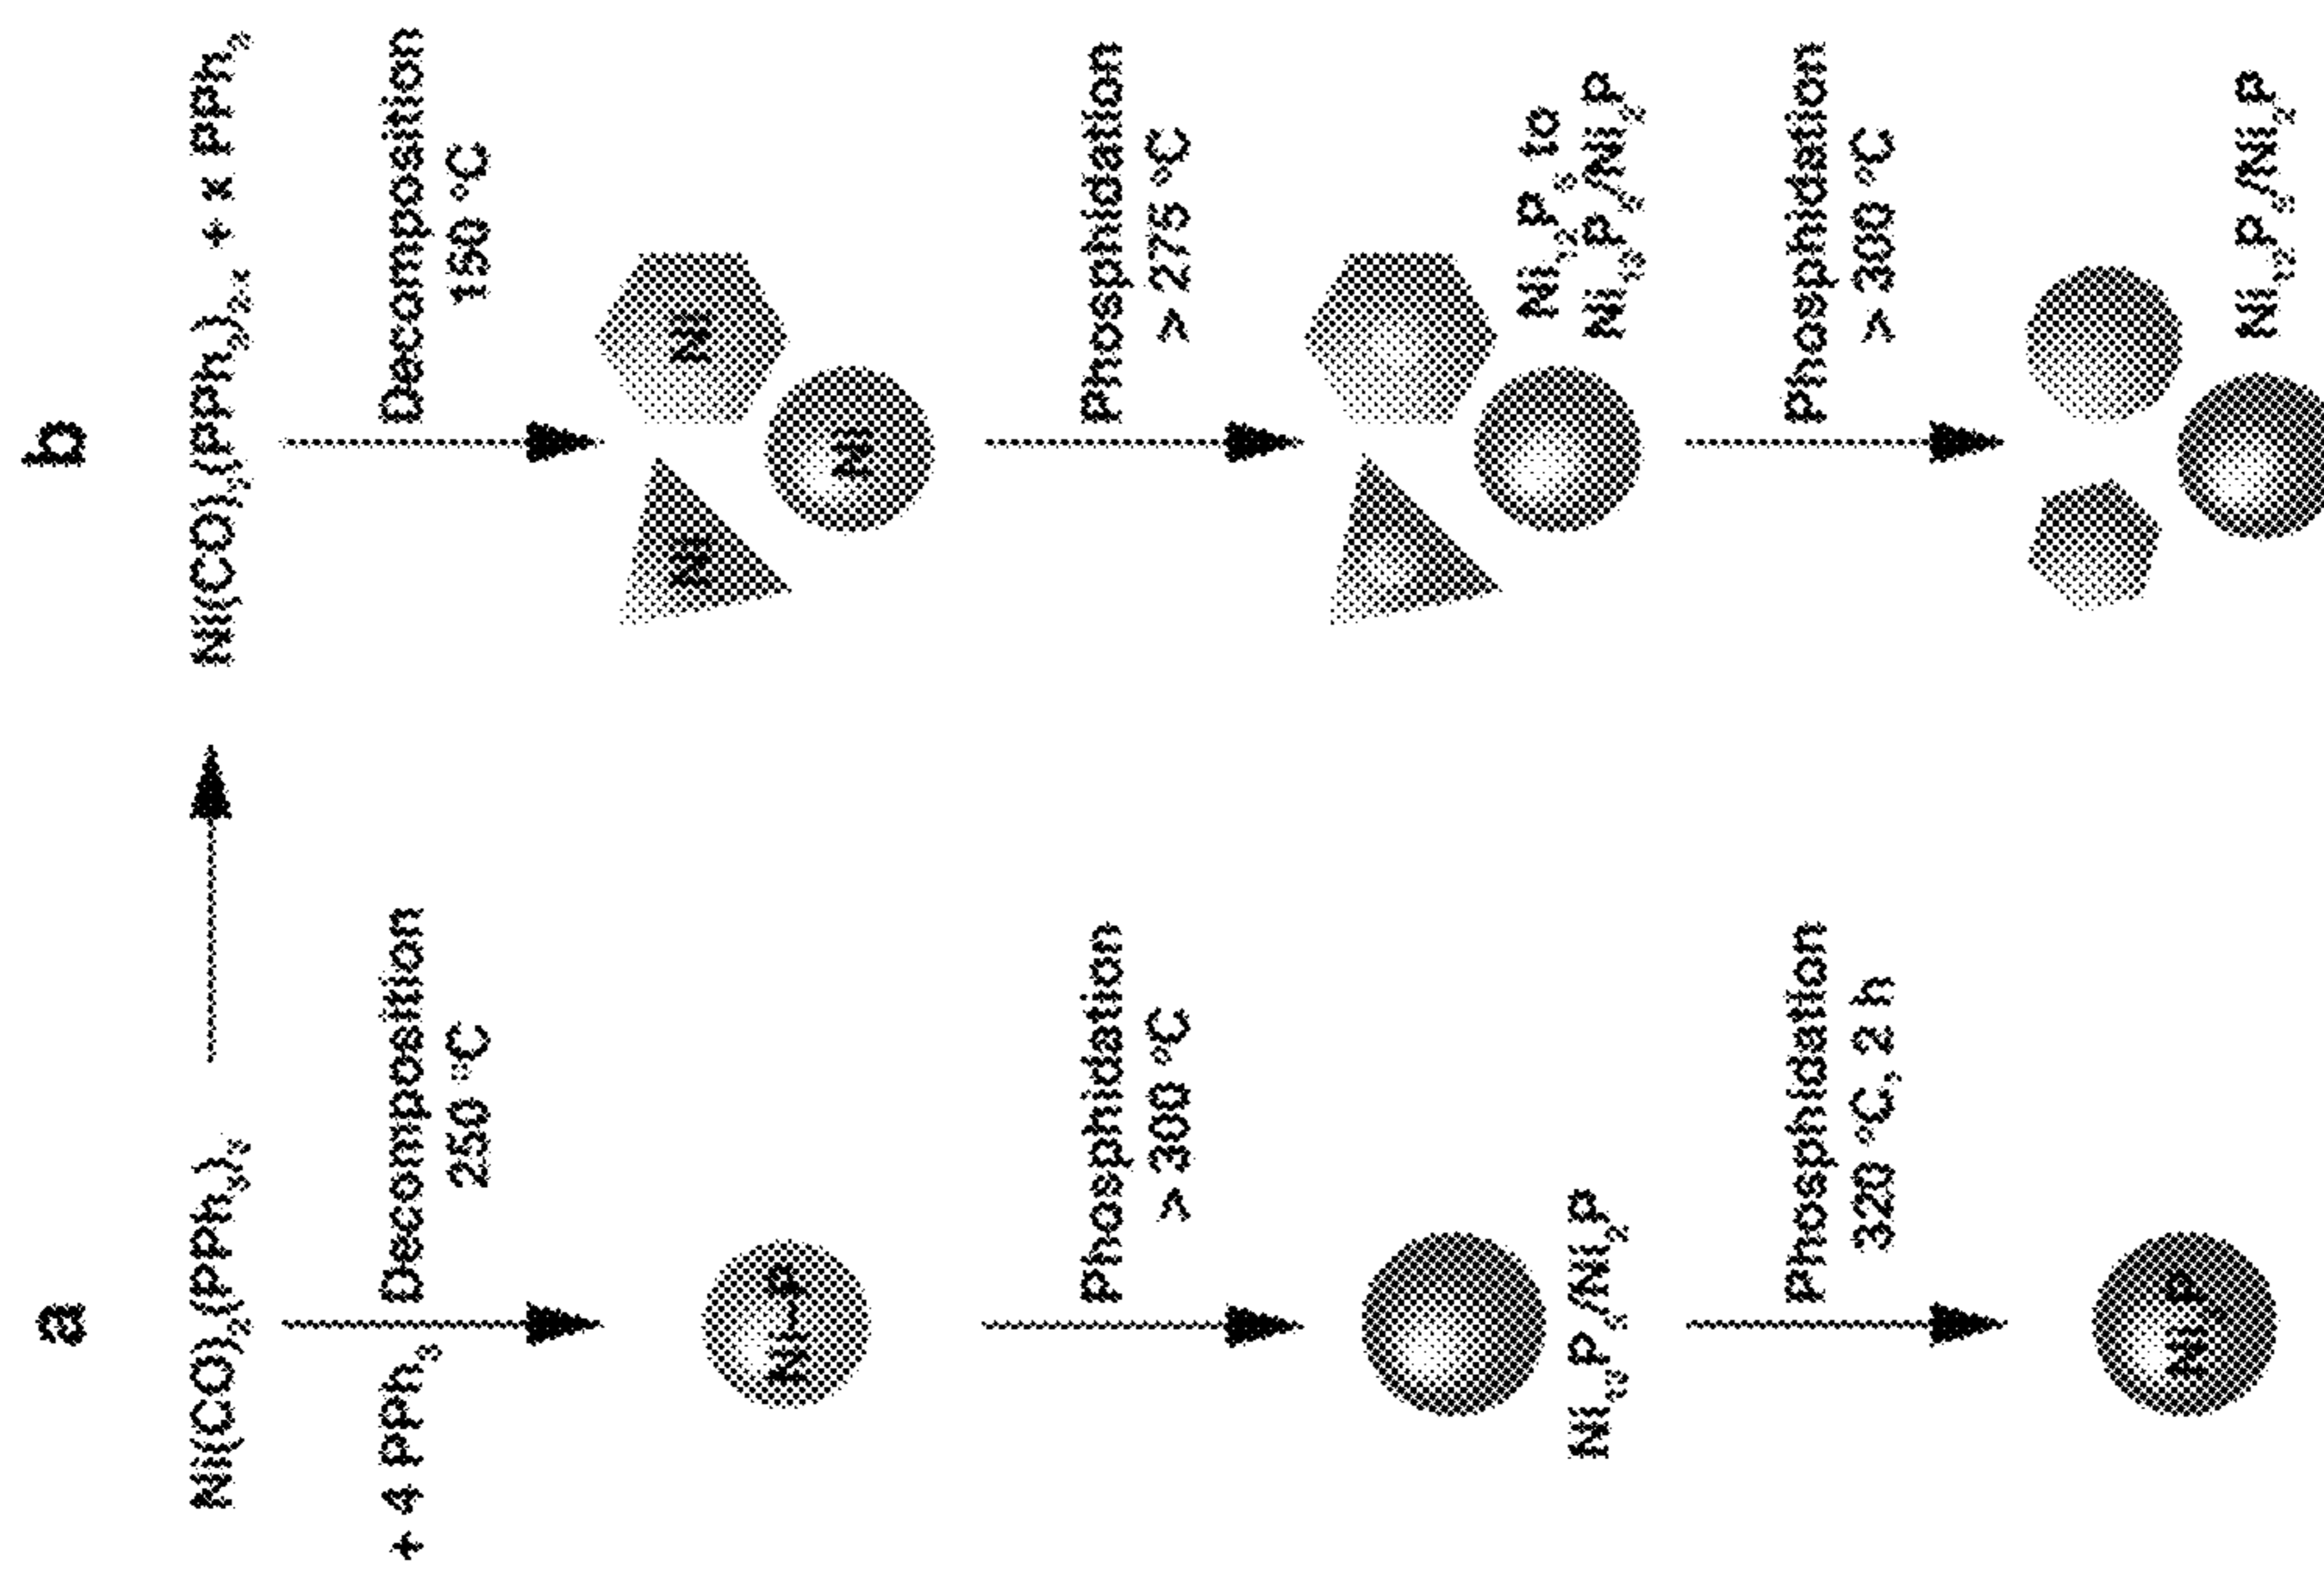 a
Ni(CO)₂(PPh₃)₂
+ 4 PPh₃
Decomposition
250 °C
Ni–P
Phosphidation
> 300 °C
Ni₁₂P₅/Ni₂P
Phosphidation
320 °C, 2 h
Ni₂P
b
Ni(CO)₂(PPh₃)₂₋ₓ + x PPh₃
Decomposition
150 °C
Ni
Ni
Ni
Phosphidation
> 275 °C
Ni₃P to
Ni₁₂P₅/Ni₂P
Phosphidation
> 300 °C
Ni₁₂P₅/Ni₂P